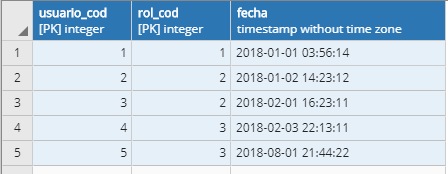 usuario_cod rol_cod fecha
[PK] integer [PK] integer timestamp without time zone
1 1 1 2018-01-01 03:56:14
2 2 2 2018-01-02 14:23:12
3 3 2 2018-02-01 16:23:11
4 4 3 2018-02-03 22:13:11
5 5 3 2018-08-01 21:44:22